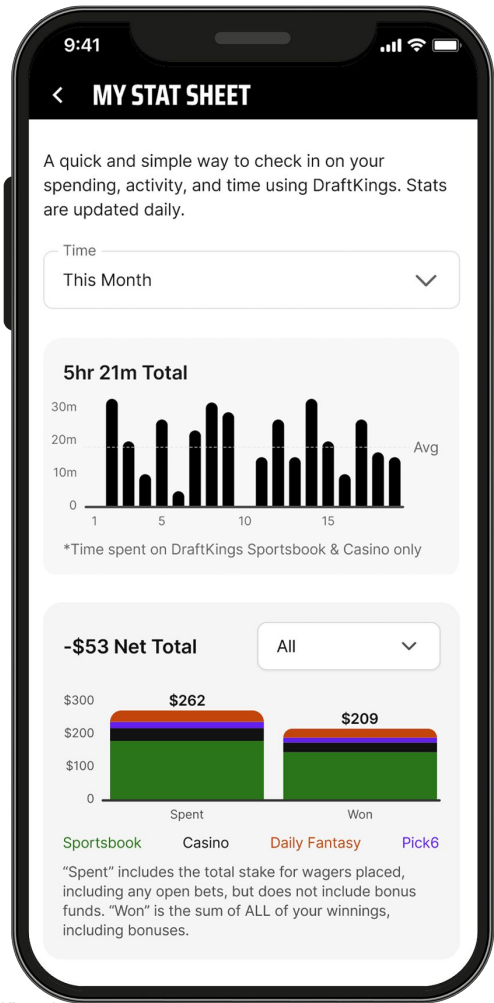 9:41
MY STAT SHEET
A quick and simple way to check in on your
spending, activity, and time using DraftKings. Stats
are updated daily.
Time
This Month
5hr 21m Total
30m
20m
Avg
10m
0
1 5 10 15
*Time spent on DraftKings Sportsbook & Casino only
-$53 Net Total
All
$300
$262
$209
$200
$100
0
Spent Won
Sportsbook Casino Daily Fantasy Pick6
“Spent” includes the total stake for wagers placed,
including any open bets, but does not include bonus
funds. “Won” is the sum of ALL of your winnings,
including bonuses.